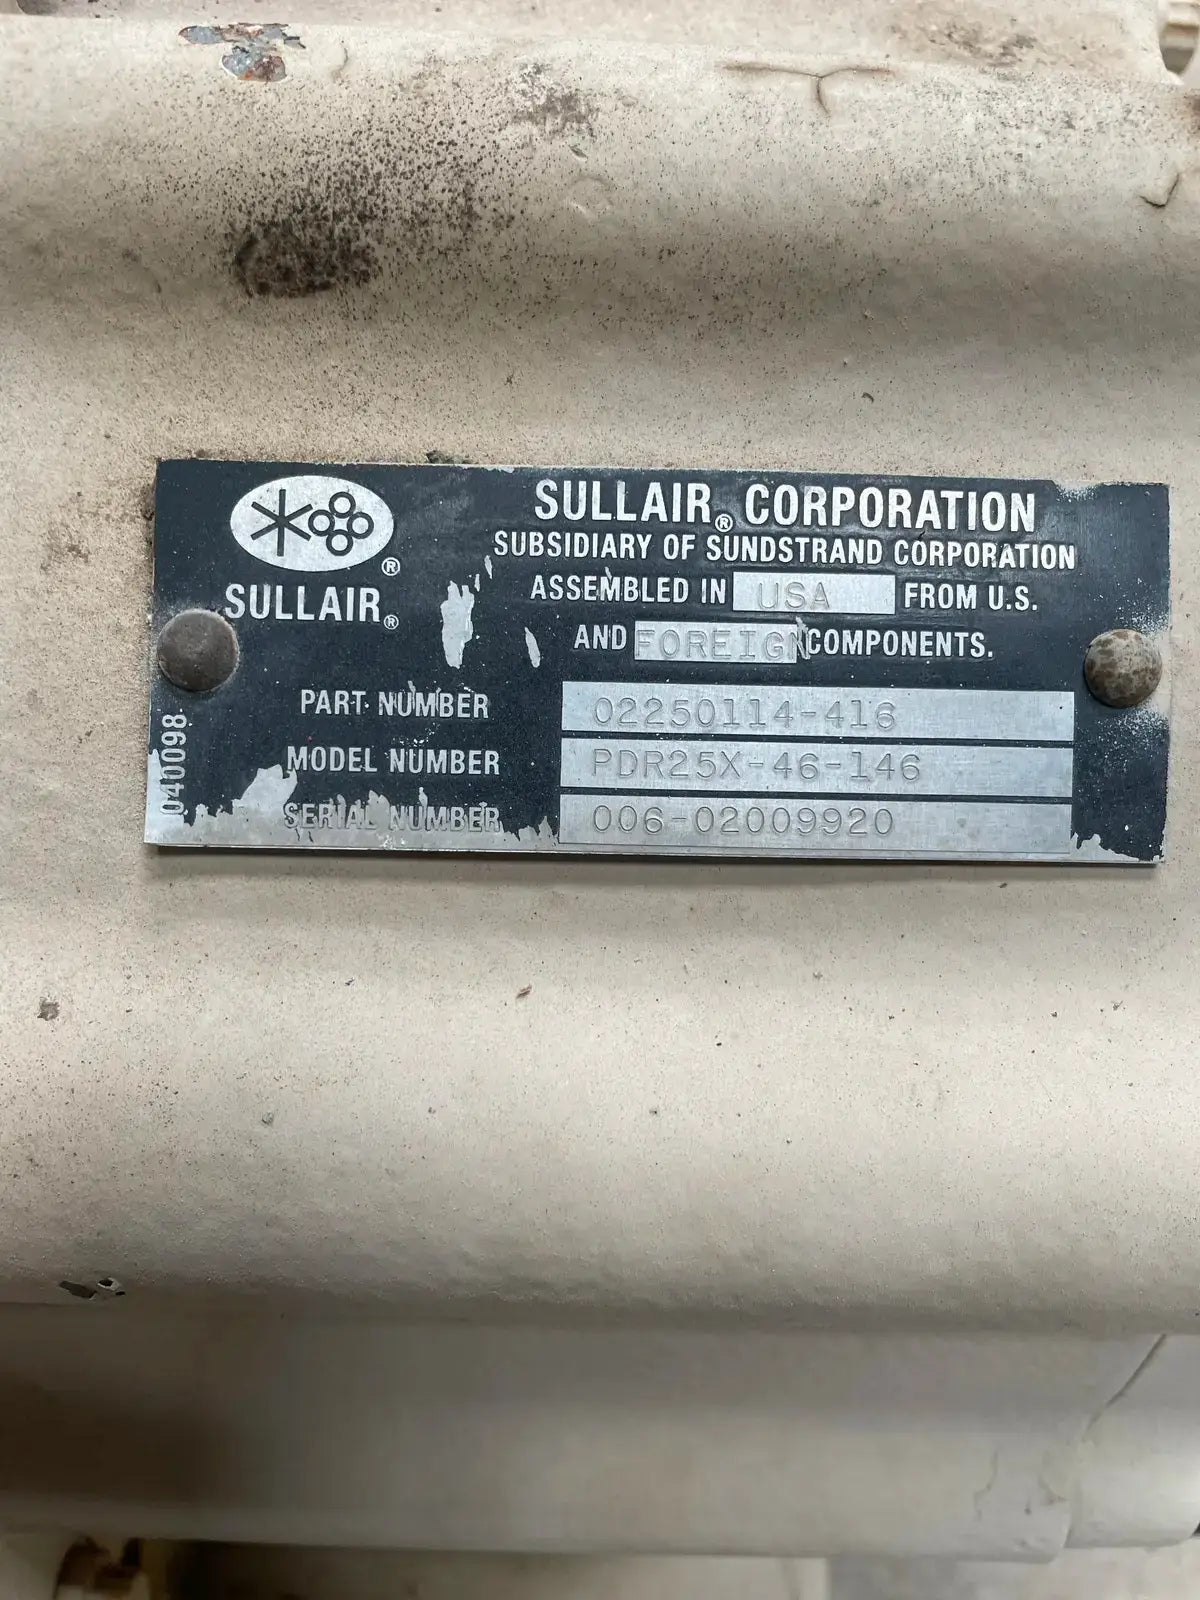 SULLAIR® CORPORATION
SUBSIDIARY OF SUNDSTRAND CORPORATION
ASSEMBLED IN USA FROM U.S.
AND FOREIGN COMPONENTS.
SULLAIR®
PART NUMBER 02250114-416
MODEL NUMBER PDR25X-46-146
SERIAL NUMBER 006-02009920
040098